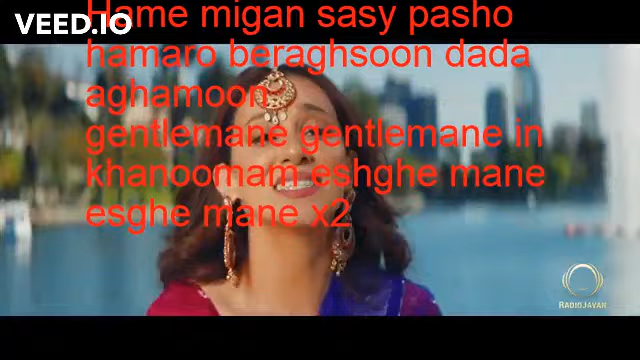 Hame migan sasy pasho
VEED.IO
hamaro beraghsoon dada
aghamoon
gentlemane gentlemane in
khanoomam eshghe mane
esghe mane x2
RADIOJAVAN